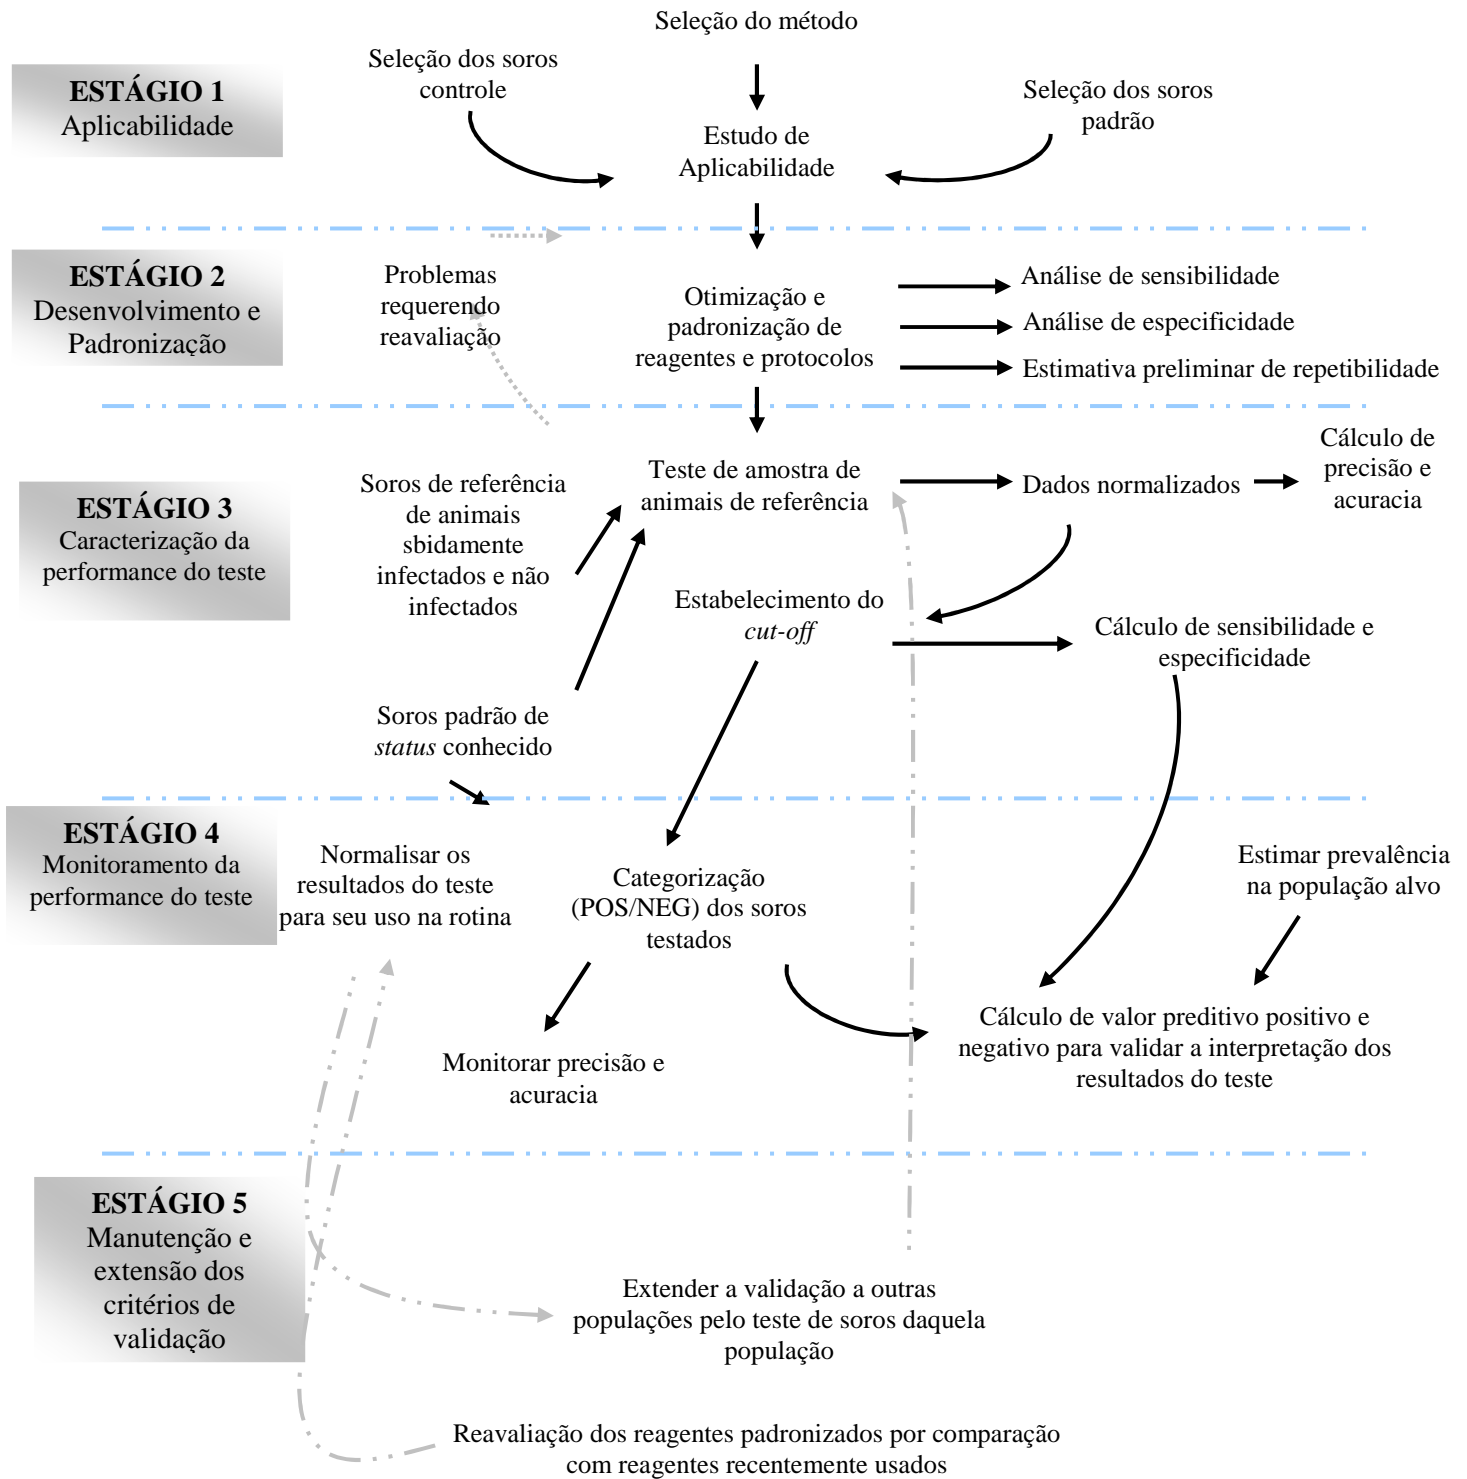 Seleção do método
Seleção dos soros
controle
ESTÁGIO 1
Aplicabilidade
Seleção dos soros
padrão
Estudo de
Aplicabilidade
ESTÁGIO 2
Desenvolvimento e
Padronização
Problemas
requerendo
reavaliação
Otimização e
padronização de
reagentes e protocolos
Análise de sensibilidade
Análise de especificidade
Estimativa preliminar de repetibilidade
ESTÁGIO 3
Caracterização da
performance do teste
Soros de referência
de animais
sbidamente
infectados e não
infectados
Teste de amostra de
animais de referência
Dados normalizados
Cálculo de
precisão e
acuracia
Estabelecimento do
cut-off
Cálculo de sensibilidade e
especificidade
Soros padrão de
status conhecido
ESTÁGIO 4
Monitoramento da
performance do teste
Normalisar os
resultados do teste
para seu uso na rotina
Categorização
(POS/NEG) dos soros
testados
Estimar prevalência
na população alvo
Monitorar precisão e
acuracia
Cálculo de valor preditivo positivo e
negativo para validar a interpretação dos
resultados do teste
ESTÁGIO 5
Manutenção e
extensão dos
critérios de
validação
Extender a validação a outras
populações pelo teste de soros daquela
população
Reavaliação dos reagentes padronizados por comparação
com reagentes recentemente usados